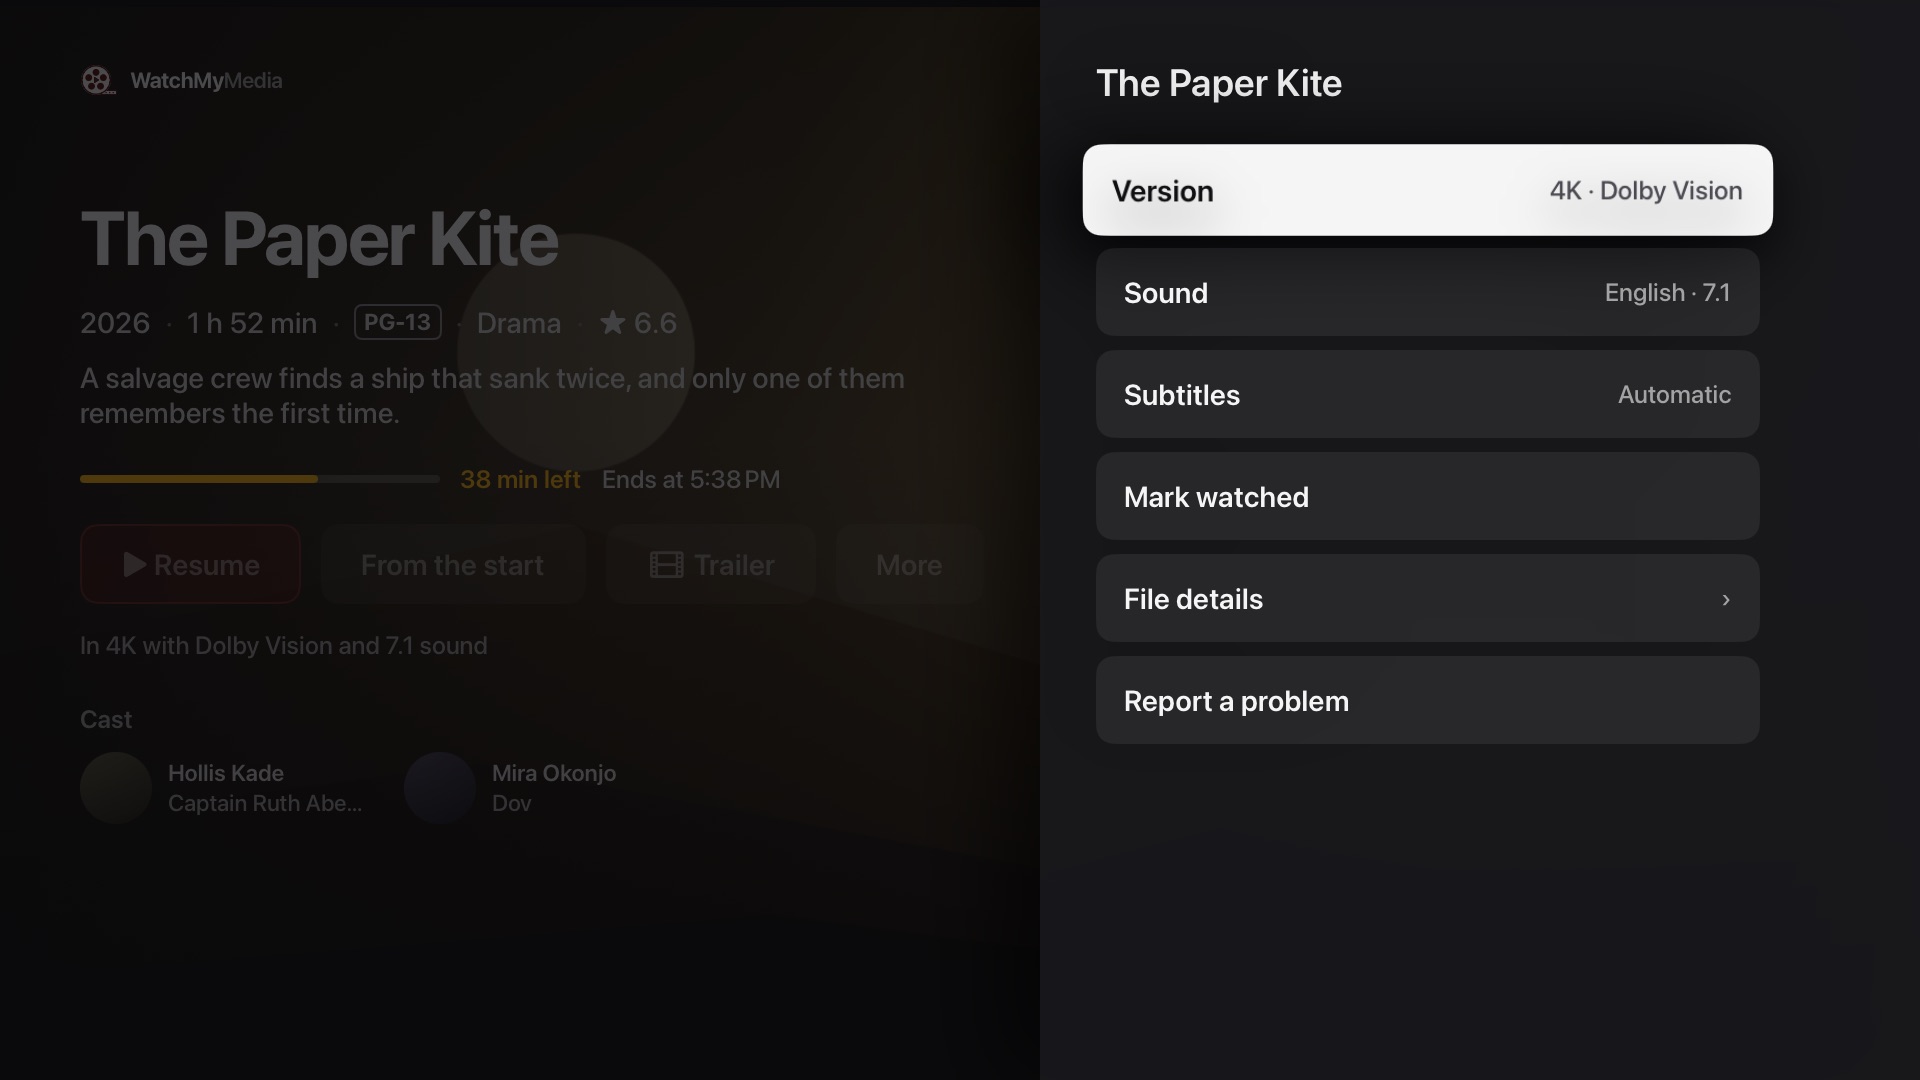 WatchMyMedia
The Paper Kite
2026 · 1 h 52 min · PG-13 · Drama · ★ 6.6
A salvage crew finds a ship that sank twice, and only one of them
remembers the first time.
38 min left Ends at 5:38 PM
Resume
From the start
Trailer
More
In 4K with Dolby Vision and 7.1 sound
Cast
Hollis Kade
Captain Ruth Abe...
Mira Okonjo
Dov
The Paper Kite
Version 4K · Dolby Vision
Sound English · 7.1
Subtitles Automatic
Mark watched
File details ›
Report a problem